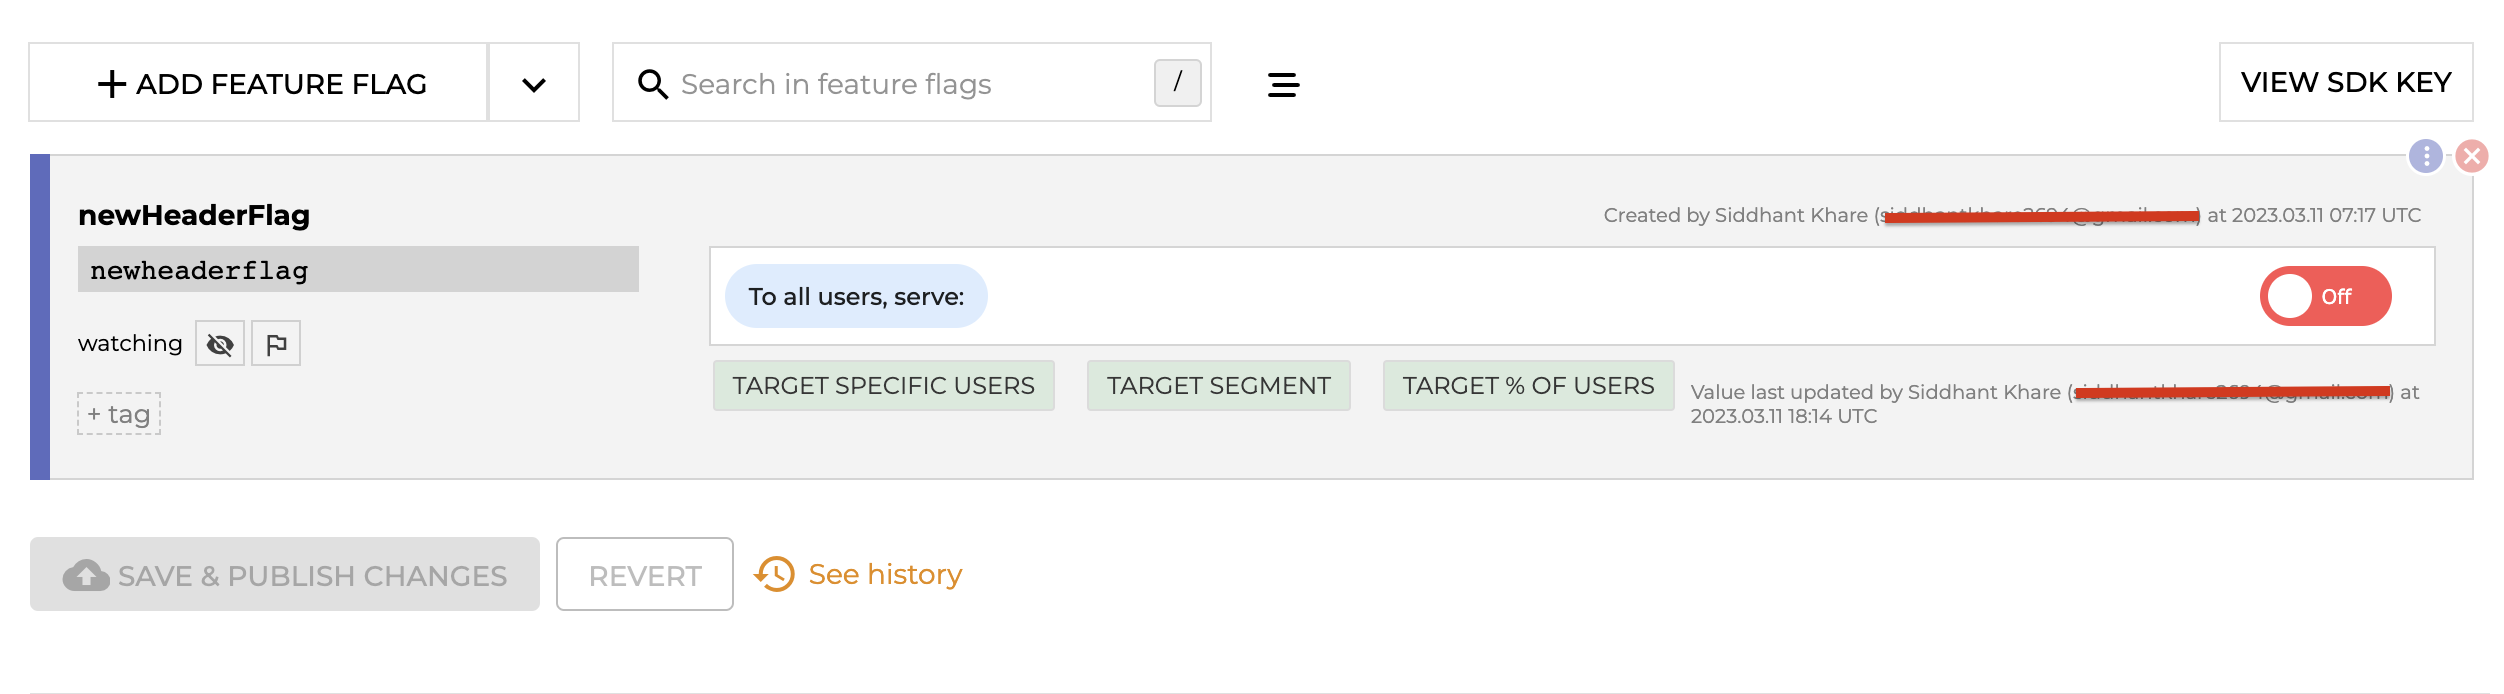 ADD FEATURE FLAG
Search in feature flags
/
VIEW SDK KEY
newHeaderFlag
Created by Siddhant Khare ( ) at 2023.03.11 07:17 UTC
newheaderflag
To all users, serve:
Off
watching
TARGET SPECIFIC USERS
TARGET SEGMENT
TARGET % OF USERS
Value last updated by Siddhant Khare ( ) at
2023.03.11 18:14 UTC
+ tag
SAVE & PUBLISH CHANGES
REVERT
See history